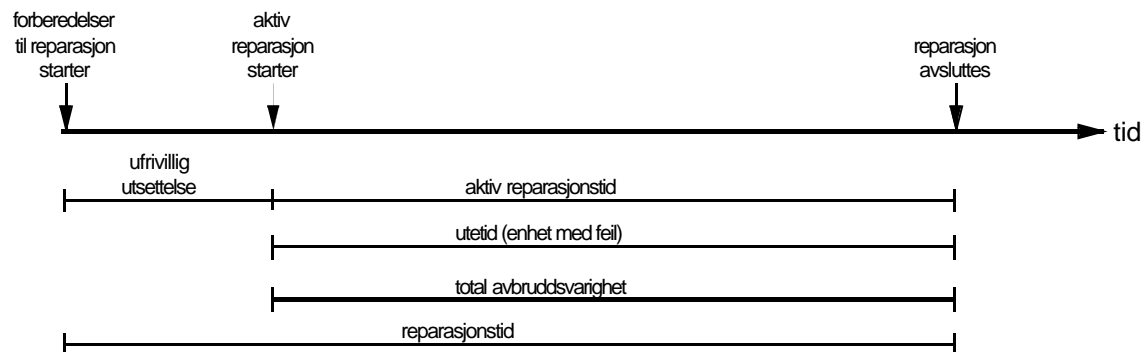 forberedelser
til reparasjon
starter
aktiv
reparasjon
starter
reparasjon
avsluttes
tid
ufrivillig
utsettelse
aktiv reparasjonstid
utetid (enhet med feil)
total avbruddsvarighet
reparasjonstid